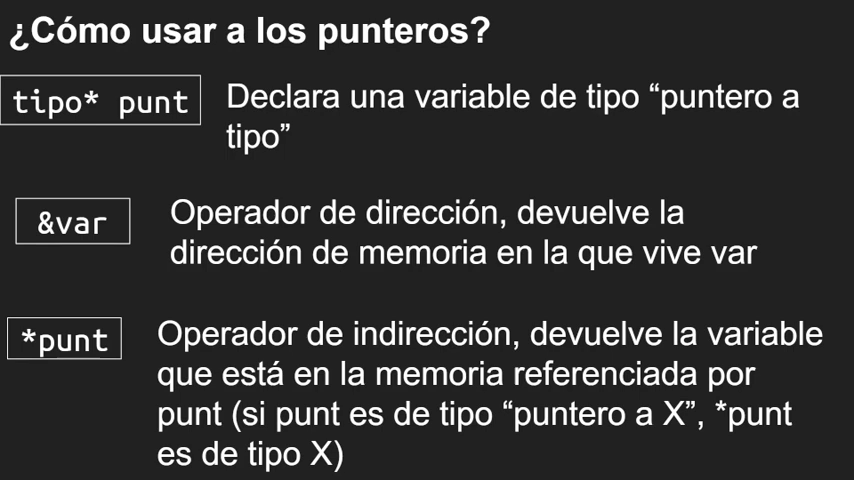 ¿Cómo usar a los punteros?
tipo* punt
Declara una variable de tipo “puntero a
tipo”
&var
Operador de dirección, devuelve la
dirección de memoria en la que vive var
*punt
Operador de indirección, devuelve la variable
que está en la memoria referenciada por
punt (si punt es de tipo “puntero a X”, *punt
es de tipo X)